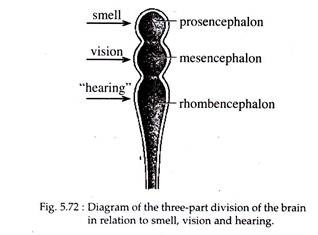 smell
prosencephalon
vision
mesencephalon
“hearing”
rhombencephalon
Fig. 5.72 : Diagram of the three-part division of the brain
in relation to smell, vision and hearing.